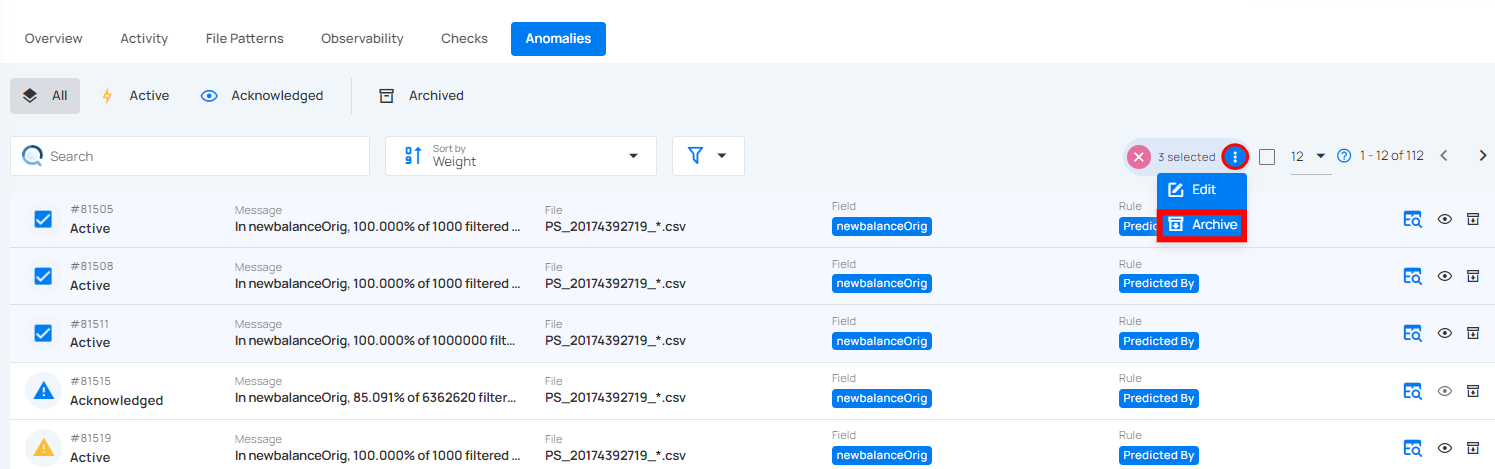 Overview Activity File Patterns Observability Checks Anomalies
All Active Acknowledged Archived
Search Sort by Weight 3 selected 12 1 - 12 of 112
Edit
Archive
#81505 Message File Field Rule
Active In newbalanceOrig, 100.000% of 1000 filtered ... PS_20174392719_*.csv newbalanceOrig
#81508 Message File Field Rule
Active In newbalanceOrig, 100.000% of 1000 filtered ... PS_20174392719_*.csv newbalanceOrig Predicted By
#81511 Message File Field Rule
Active In newbalanceOrig, 100.000% of 1000000 filt... PS_20174392719_*.csv newbalanceOrig Predicted By
#81515 Message File Field Rule
Acknowledged In newbalanceOrig, 85.091% of 6362620 filter... PS_20174392719_*.csv newbalanceOrig Predicted By
#81519 Message File Field Rule
Active In newbalanceOrig, 100.000% of 1000 filtered ... PS_20174392719_*.csv newbalanceOrig Predicted By